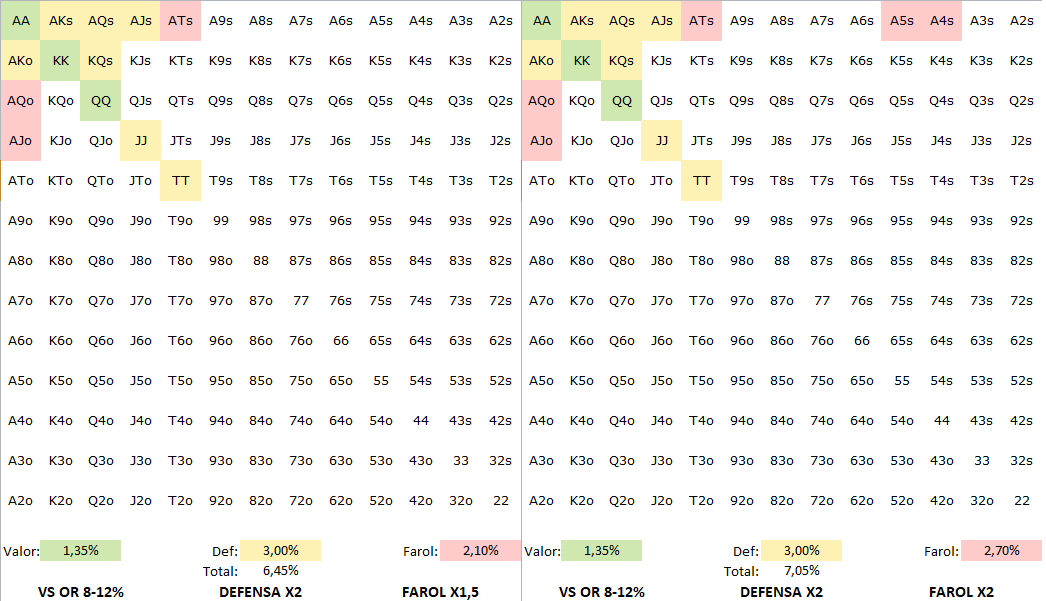 AA AKs AQs AJs ATs A9s A8s A7s A6s A5s A4s A3s A2s AA AKs AQs AJs ATs A9s A8s A7s A6s A5s A4s A3s A2s
AKo KK KQs KJs KTs K9s K8s K7s K6s K5s K4s K3s K2s AKo KK KQs KJs KTs K9s K8s K7s K6s K5s K4s K3s K2s
AQo KQo QQ QJs QTs Q9s Q8s Q7s Q6s Q5s Q4s Q3s Q2s AQo KQo QQ QJs QTs Q9s Q8s Q7s Q6s Q5s Q4s Q3s Q2s
AJo KJo QJo JJ JTs J9s J8s J7s J6s J5s J4s J3s J2s AJo KJo QJo JJ JTs J9s J8s J7s J6s J5s J4s J3s J2s
ATo KTo QTo JTo TT T9s T8s T7s T6s T5s T4s T3s T2s ATo KTo QTo JTo TT T9s T8s T7s T6s T5s T4s T3s T2s
A9o K9o Q9o J9o T9o 99 98s 97s 96s 95s 94s 93s 92s A9o K9o Q9o J9o T9o 99 98s 97s 96s 95s 94s 93s 92s
A8o K8o Q8o J8o T8o 98o 88 87s 86s 85s 84s 83s 82s A8o K8o Q8o J8o T8o 98o 88 87s 86s 85s 84s 83s 82s
A7o K7o Q7o J7o T7o 97o 87o 77 76s 75s 74s 73s 72s A7o K7o Q7o J7o T7o 97o 87o 77 76s 75s 74s 73s 72s
A6o K6o Q6o J6o T6o 96o 86o 76o 66 65s 64s 63s 62s A6o K6o Q6o J6o T6o 96o 86o 76o 66 65s 64s 63s 62s
A5o K5o Q5o J5o T5o 95o 85o 75o 65o 55 54s 53s 52s A5o K5o Q5o J5o T5o 95o 85o 75o 65o 55 54s 53s 52s
A4o K4o Q4o J4o T4o 94o 84o 74o 64o 54o 44 43s 42s A4o K4o Q4o J4o T4o 94o 84o 74o 64o 54o 44 43s 42s
A3o K3o Q3o J3o T3o 93o 83o 73o 63o 53o 43o 33 32s A3o K3o Q3o J3o T3o 93o 83o 73o 63o 53o 43o 33 32s
A2o K2o Q2o J2o T2o 92o 82o 72o 62o 52o 42o 32o 22 A2o K2o Q2o J2o T2o 92o 82o 72o 62o 52o 42o 32o 22
Valor: 1,35% Def: 3,00% Farol: 2,10% Valor: 1,35% Def: 3,00% Farol: 2,70%
Total: 6,45% Total: 7,05%
VS OR 8-12% DEFENSA X2 FAROL X1,5 VS OR 8-12% DEFENSA X2 FAROL X2